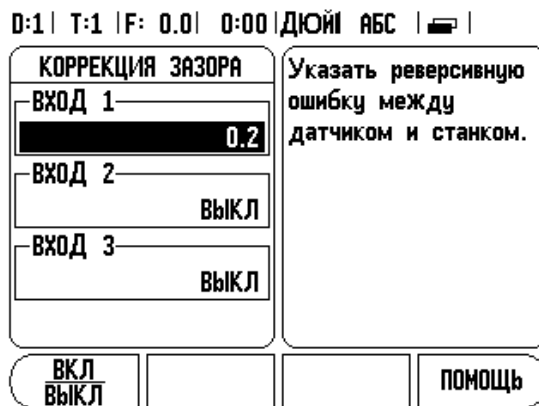 D:1| T:1 |F: 0.0| 0:00|ДЮЙ| АБС
КОРРЕКЦИЯ ЗАЗОРА
ВХОД 1
0.2
ВХОД 2
ВЫКЛ
ВХОД 3
ВЫКЛ
Указать реверсивную
ошибку между
датчиком и станком.
ВКЛ
ВЫКЛ
ПОМОЩЬ